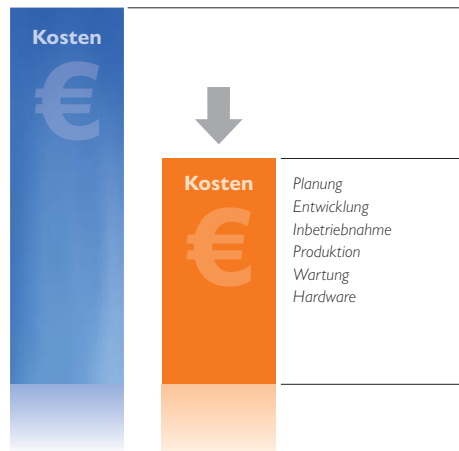 Kosten
€
Kosten
€
Planung
Entwicklung
Inbetriebnahme
Produktion
Wartung
Hardware